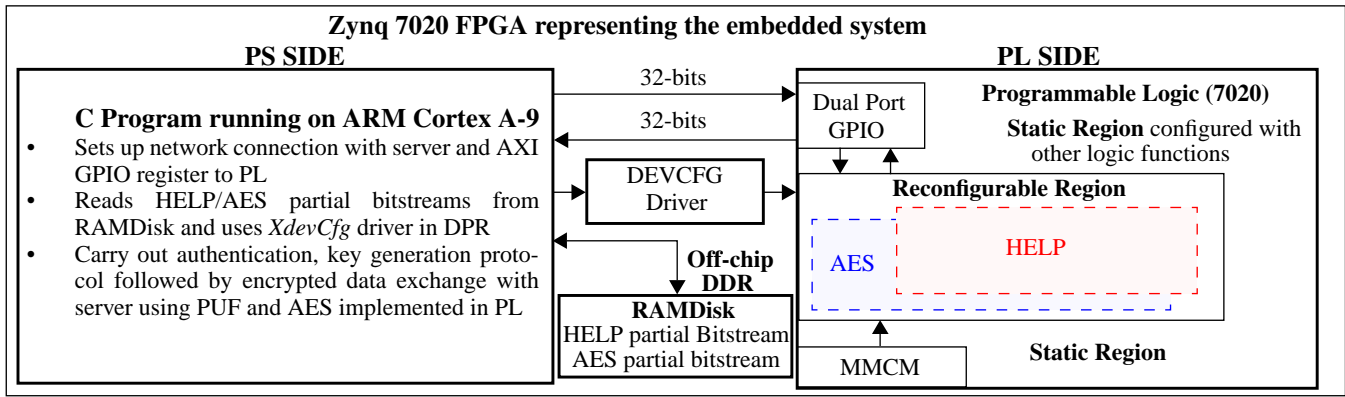 Zynq 7020 FPGA representing the embedded system
PS SIDE
PL SIDE
C Program running on ARM Cortex A-9
• Sets up network connection with server and AXI
GPIO register to PL
• Reads HELP/AES partial bitstreams from
RAMDisk and uses XdevCfg driver in DPR
• Carry out authentication, key generation proto-
col followed by encrypted data exchange with
server using PUF and AES implemented in PL
32-bits
32-bits
DEVCFG
Driver
Off-chip
DDR
RAMDisk
HELP partial Bitstream
AES partial bitstream
Dual Port
GPIO
Programmable Logic (7020)
Static Region configured with
other logic functions
Reconfigurable Region
AES
HELP
MMCM
Static Region